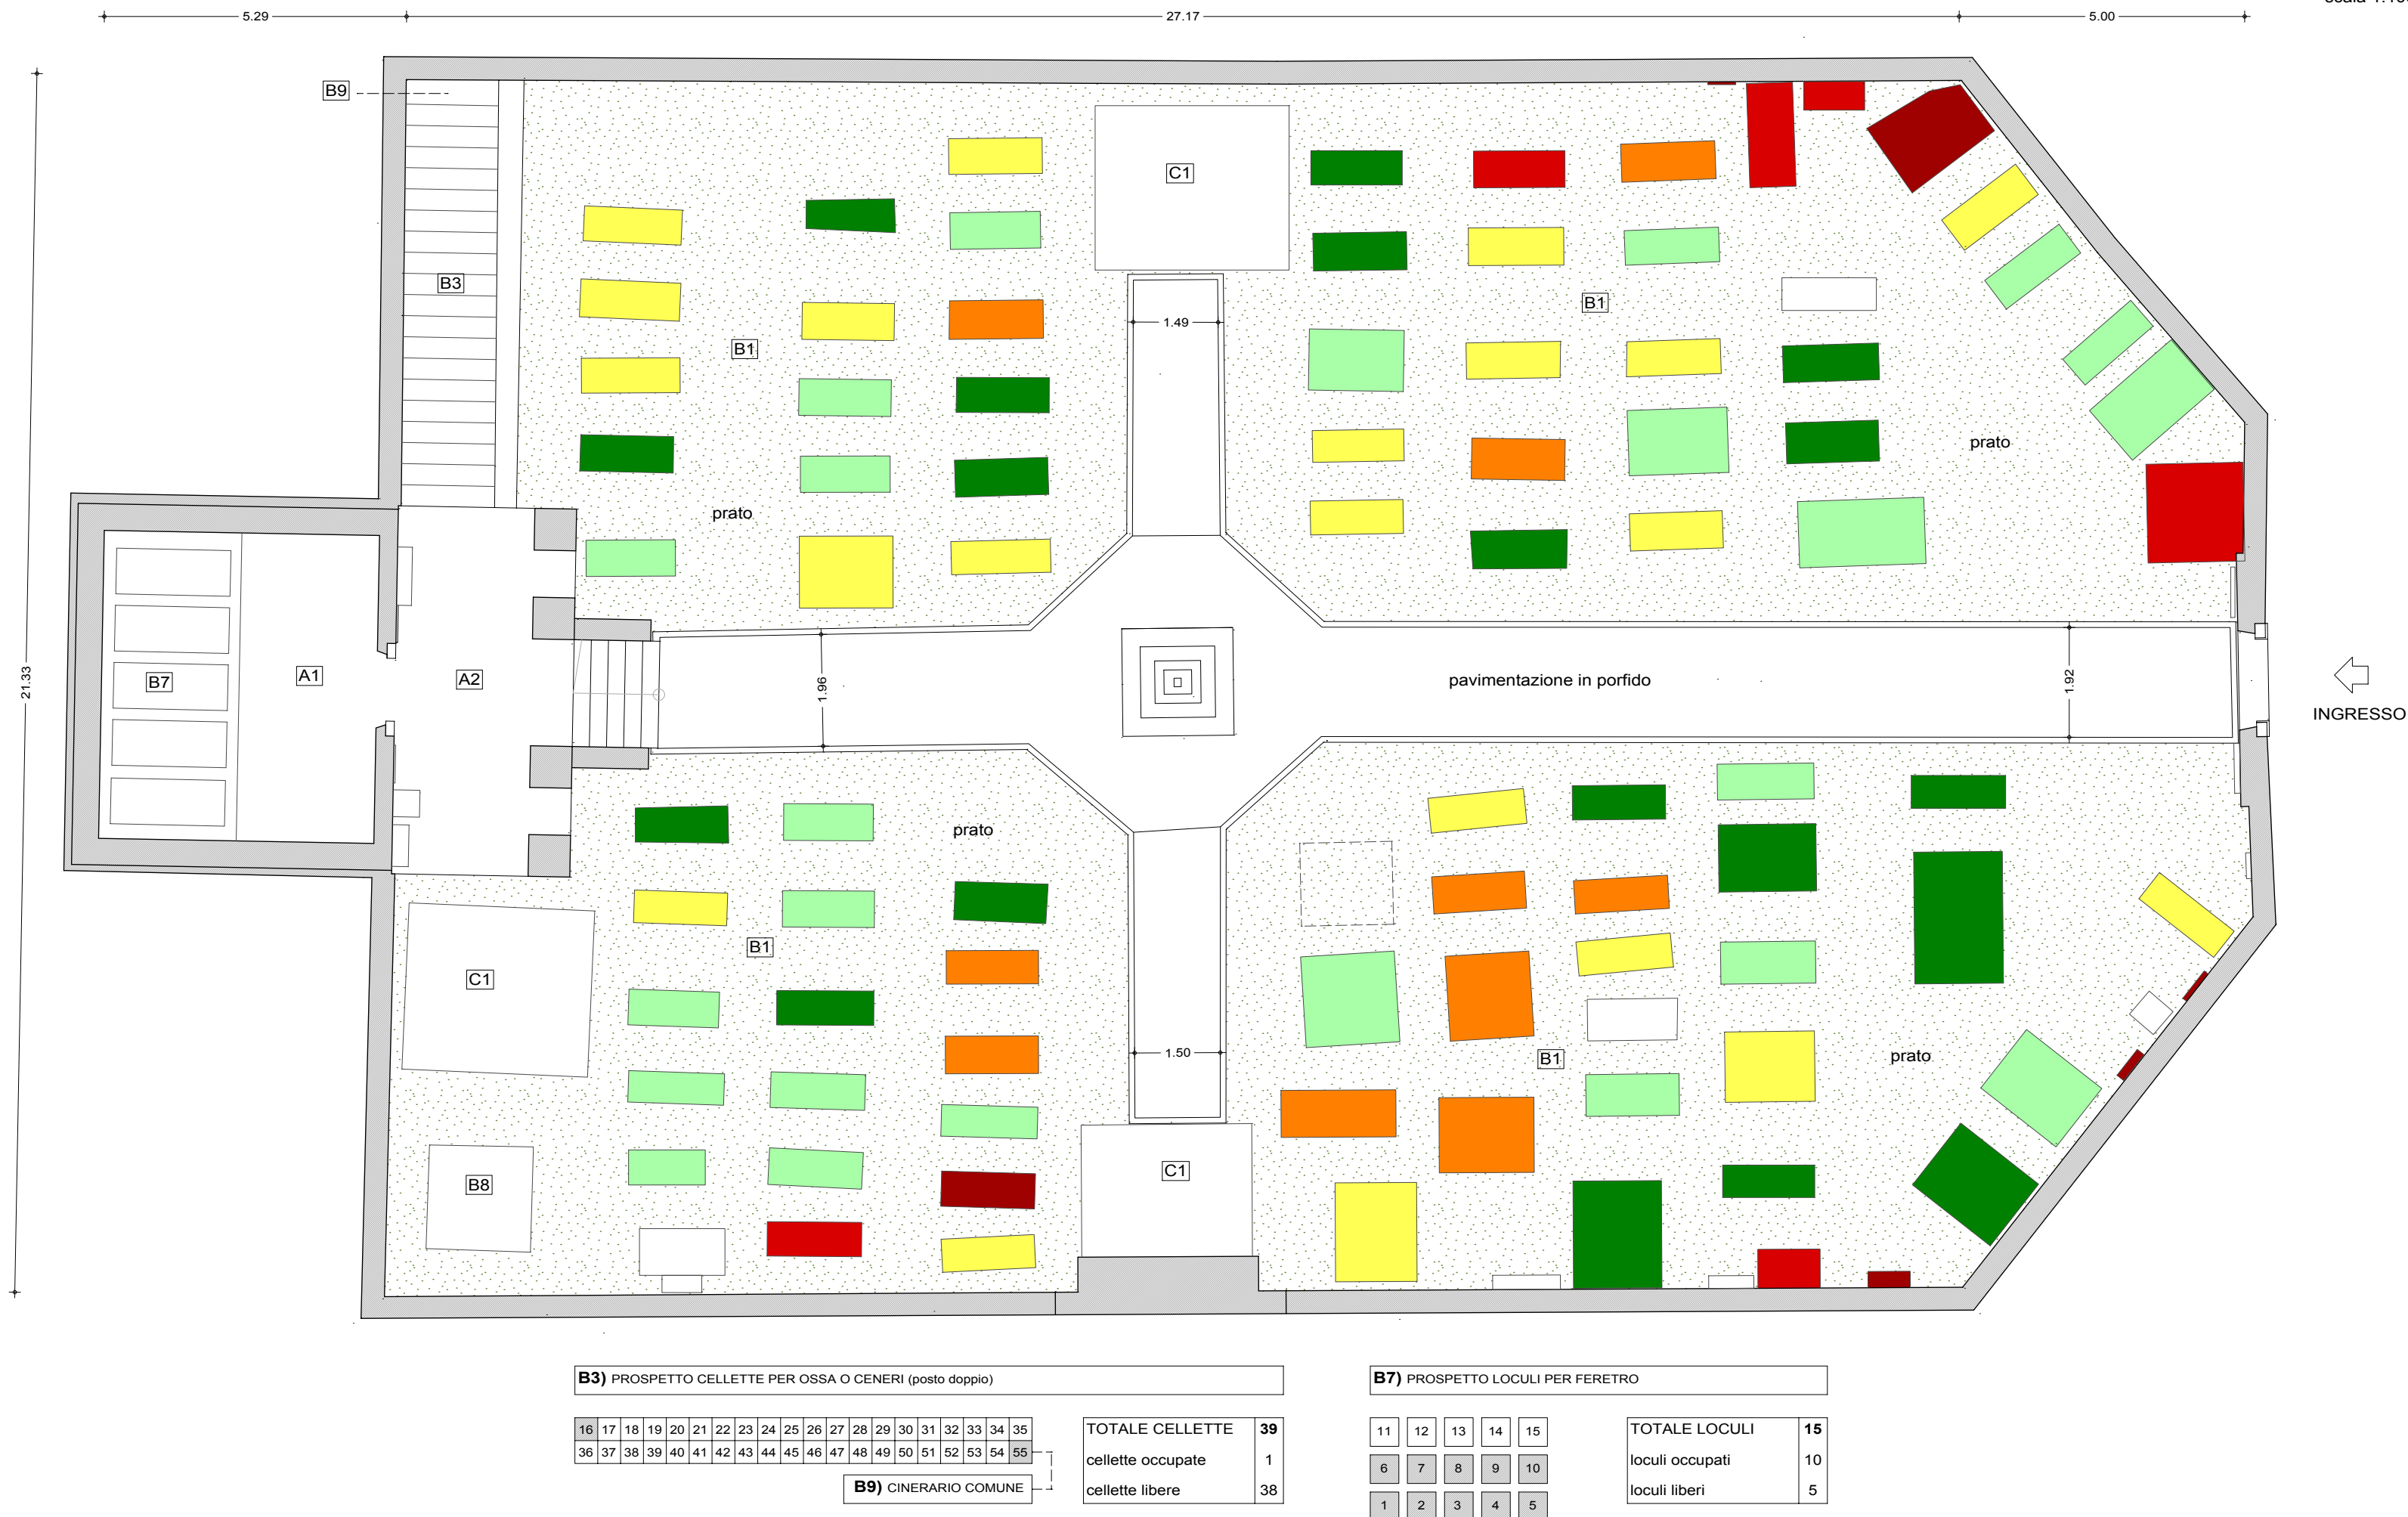 5.29
27.17
5.00
B9
C1
B3
B1
B1
1.49
prato
prato
21.33
B7
A1
A2
1.96
pavimentazione in porfido
1.92
INGRESSO
prato
B1
C1
B1
prato
1.50
C1
B8
B3) PROSPETTO CELLETTE PER OSSA O CENERI (posto doppio)
16 17 18 19 20 21 22 23 24 25 26 27 28 29 30 31 32 33 34 35
36 37 38 39 40 41 42 43 44 45 46 47 48 49 50 51 52 53 54 55
B9) CINERARIO COMUNE
TOTALE CELLETTE 39
cellette occupate 1
cellette libere 38
B7) PROSPETTO LOCULI PER FERETRO
11 12 13 14 15
6 7 8 9 10
1 2 3 4 5
TOTALE LOCULI 15
loculi occupati 10
loculi liberi 5